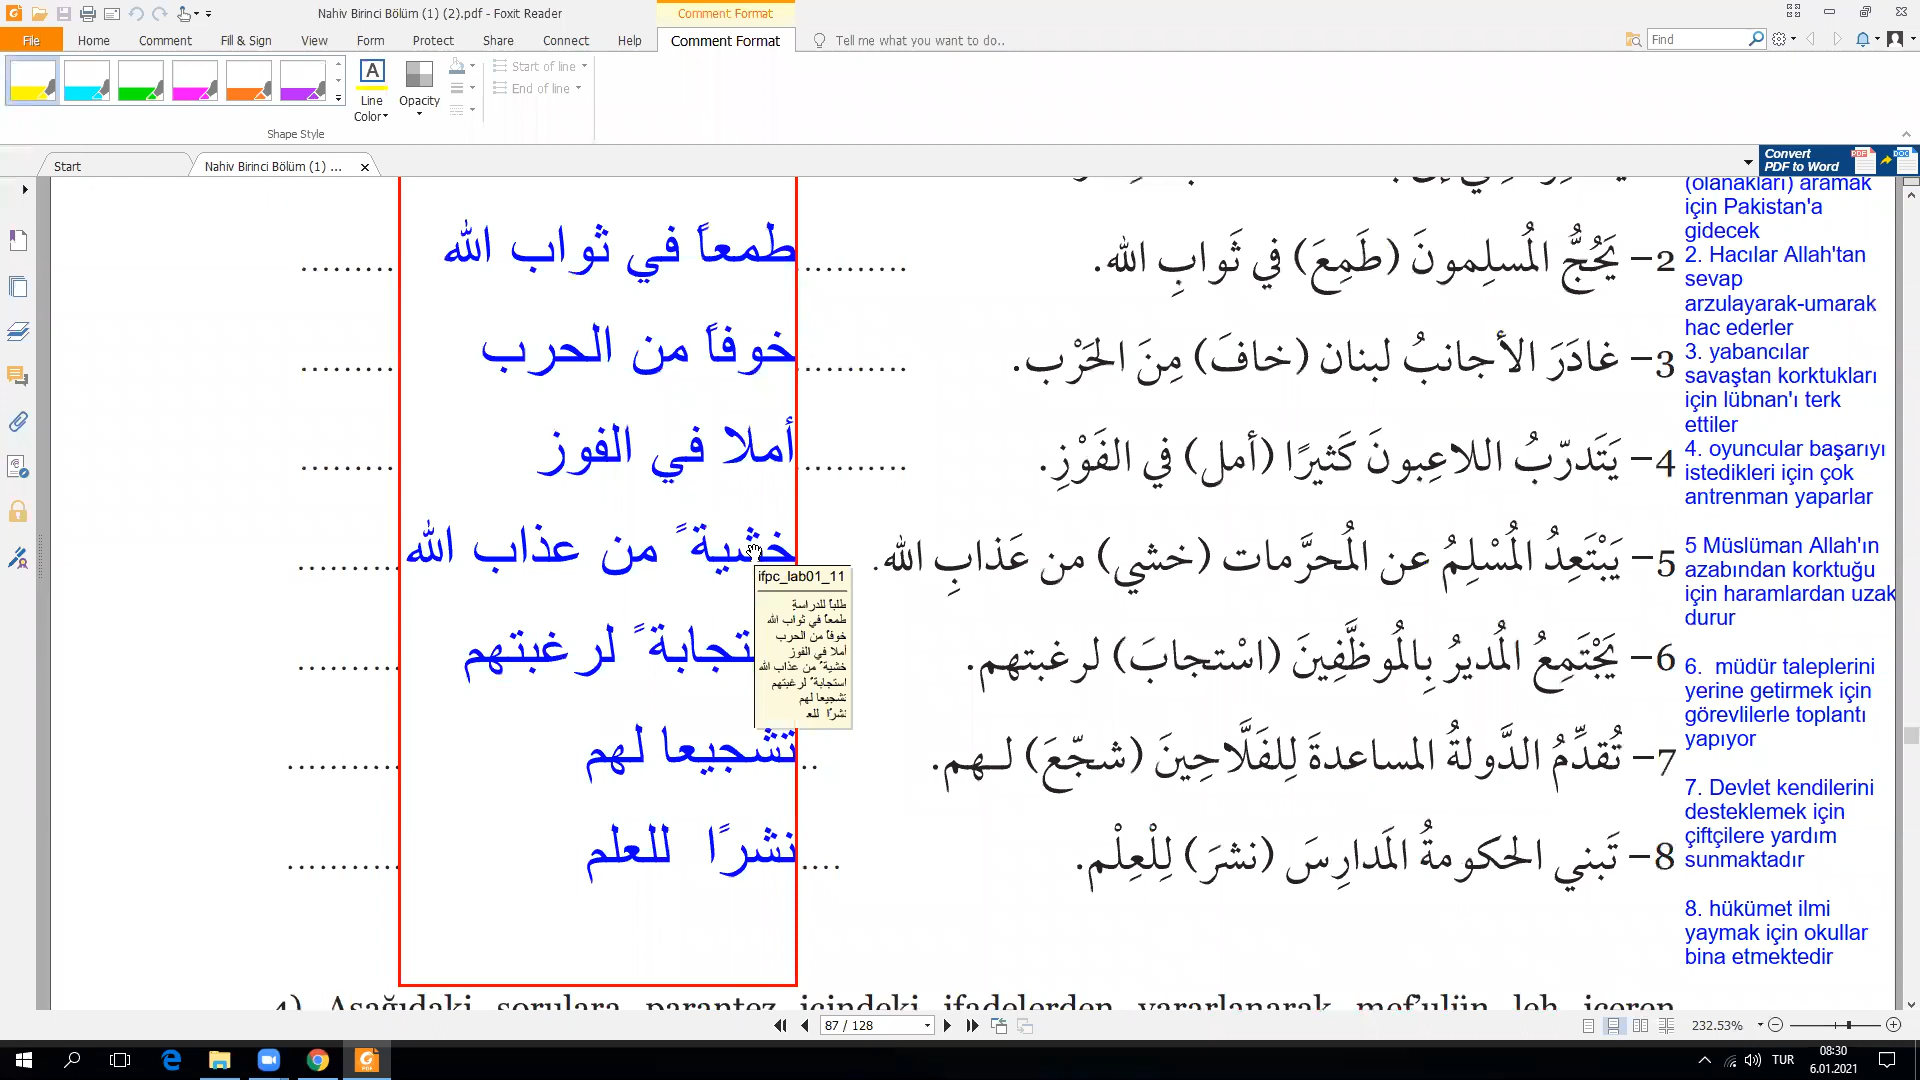 Nahiv Birinci Bölüm (1) (2).pdf - Foxit Reader
Comment Format
File Home Comment Fill & Sign View Form Protect Share Connect Help Comment Format Tell me what you want to do.. Find
Line Color
Opacity
Start of line
End of line
Shape Style
Start
Nahiv Birinci Bölüm (1) ...
Convert PDF to Word
2– يَحُجُّ المُسلِمونَ (طَمِعَ) في ثَوابِ الله. ..........
طمعاً في ثواب الله
3– غادَرَ الأجانبُ لبنان (خافَ) مِنَ الحَرْب. ..........
خوفاً من الحرب
4– يَتَدرّبُ اللاعِبونَ كَثيرًا (أمل) في الفَوْزِ. ..........
أملا في الفوز
5– يَبْتَعِدُ المُسْلِمُ عن المُحرَّمات (خشي) من عَذابِ الله.
خشية ً من عذاب الله
6– يَجْتَمِعُ المُديرُ بِالمُوظَّفِينَ (اسْتجابَ) لرغبتهم.
تجابة ً لرغبتهم
7– تُقدِّمُ الدَّولةُ المساعدةَ لِلفَلَّاحِينَ (شجّعَ) لـهم.
تشجيعا لهم
8– تَبني الحكومةُ المَدارِسَ (نشرَ) لِلْعِلْم.
نشرًا للعلم
ifpc_lab01_11
طلباً للدراسة
طمعاً في ثواب الله
خوفاً من الحرب
أملا في الفوز
خشية ً من عذاب الله
استجابة ً لرغبتهم
تشجيعا لهم
نشرًا للعلم
(olanakları) aramak
için Pakistan'a
gidecek
2. Hacılar Allah'tan
sevap
arzulayarak-umarak
hac ederler
3. yabancılar
savaştan korktukları
için lübnan'ı terk
ettiler
4. oyuncular başarıyı
istedikleri için çok
antrenman yaparlar
5 Müslüman Allah'ın
azabından korktuğu
için haramlardan uzak
durur
6. müdür taleplerini
yerine getirmek için
görevlilerle toplantı
yapıyor
7. Devlet kendilerini
desteklemek için
çiftçilere yardım
sunmaktadır
8. hükümet ilmi
yaymak için okullar
bina etmektedir
4) Aşağıdaki sorulara parantez içindeki ifadelerden yararlanarak mef'ulün leh içeren
87 / 128
232.53%
TUR
08:30
6.01.2021